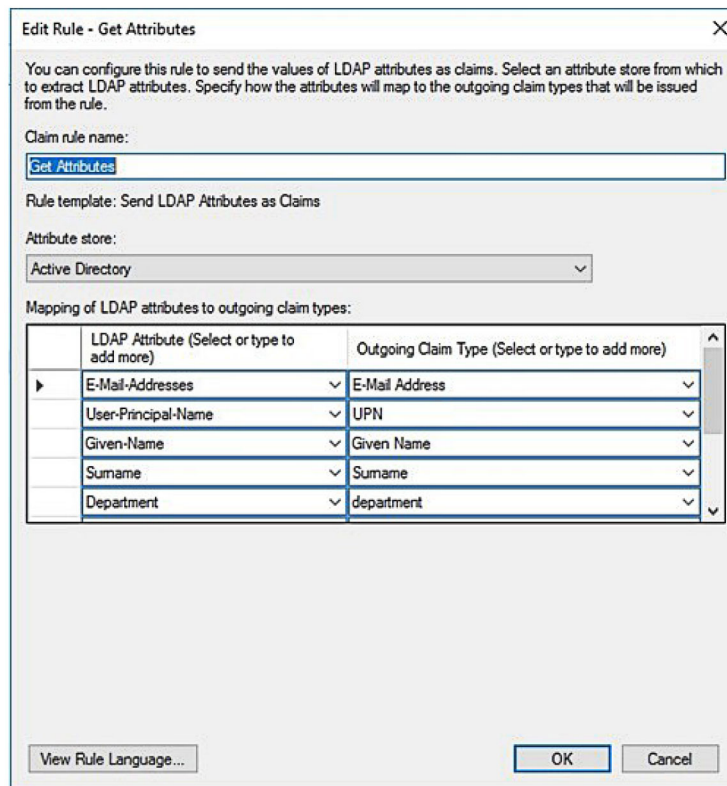 Edit Rule - Get Attributes
You can configure this rule to send the values of LDAP attributes as claims. Select an attribute store from which
to extract LDAP attributes. Specify how the attributes will map to the outgoing claim types that will be issued
from the rule.
Claim rule name:
Get Attributes
Rule template: Send LDAP Attributes as Claims
Attribute store:
Active Directory
Mapping of LDAP attributes to outgoing claim types:
LDAP Attribute (Select or type to
add more)
Outgoing Claim Type (Select or type to add more)
E-Mail-Addresses E-Mail Address
User-Principal-Name UPN
Given-Name Given Name
Surname Surname
Department department
View Rule Language... OK Cancel